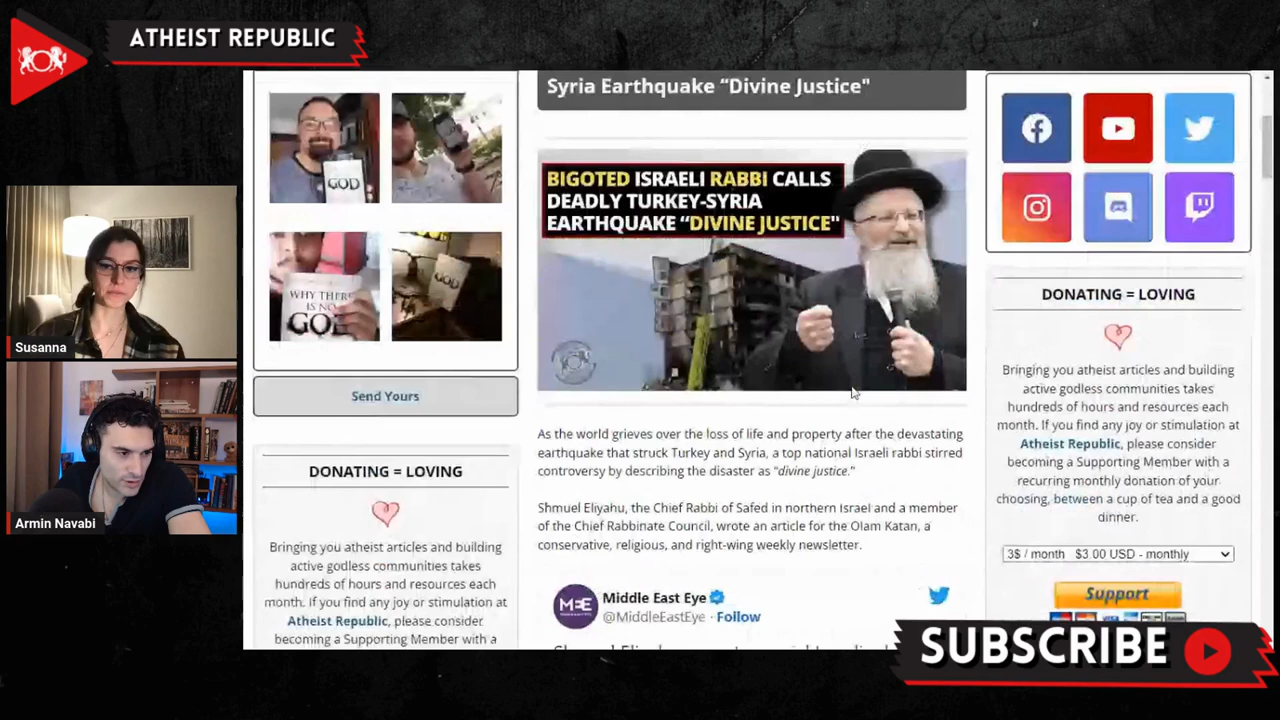 ATHEIST REPUBLIC
Susanna
Armin Navabi
GOD
GOD
WHY THERE
IS NO
GOD
Send Yours
DONATING = LOVING
Bringing you atheist articles and building
active godless communities takes
hundreds of hours and resources each
month. If you find any joy or stimulation at
Atheist Republic, please consider
becoming a Supporting Member with a
Syria Earthquake “Divine Justice"
BIGOTED ISRAELI RABBI CALLS
DEADLY TURKEY-SYRIA
EARTHQUAKE “DIVINE JUSTICE"
As the world grieves over the loss of life and property after the devastating
earthquake that struck Turkey and Syria, a top national Israeli rabbi stirred
controversy by describing the disaster as “divine justice.”
Shmuel Eliyahu, the Chief Rabbi of Safed in northern Israel and a member
of the Chief Rabbinate Council, wrote an article for the Olam Katan, a
conservative, religious, and right-wing weekly newsletter.
MEE
Middle East Eye
@MiddleEastEye · Follow
DONATING = LOVING
Bringing you atheist articles and building
active godless communities takes
hundreds of hours and resources each
month. If you find any joy or stimulation at
Atheist Republic, please consider
becoming a Supporting Member with a
recurring monthly donation of your
choosing, between a cup of tea and a good
dinner.
3$ / month $3.00 USD - monthly
Support
SUBSCRIBE